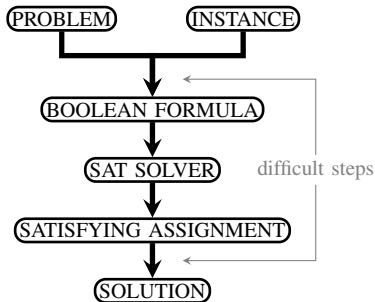 PROBLEM
INSTANCE
BOOLEAN FORMULA
SAT SOLVER
difficult steps
SATISFYING ASSIGNMENT
SOLUTION